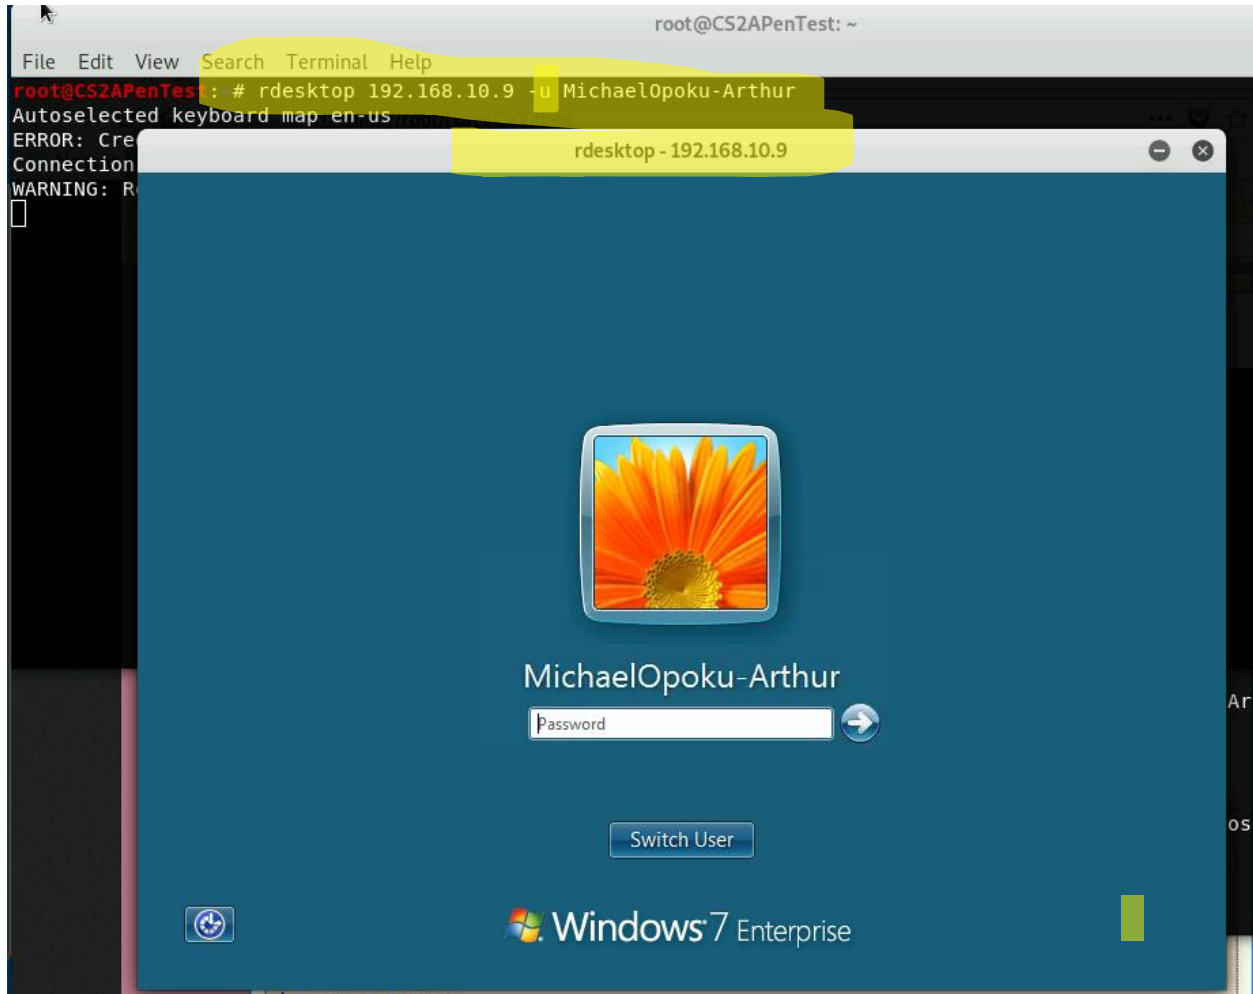 root@CS2APenTest: ~
File Edit View Search Terminal Help
root@CS2APenTest: # rdesktop 192.168.10.9 -u MichaelOpoku-Arthur
Autoselected keyboard map en-us
ERROR: Cre
Connection
WARNING: R
rdesktop - 192.168.10.9
MichaelOpoku-Arthur
Password
Ar
Switch User
os
Windows 7 Enterprise